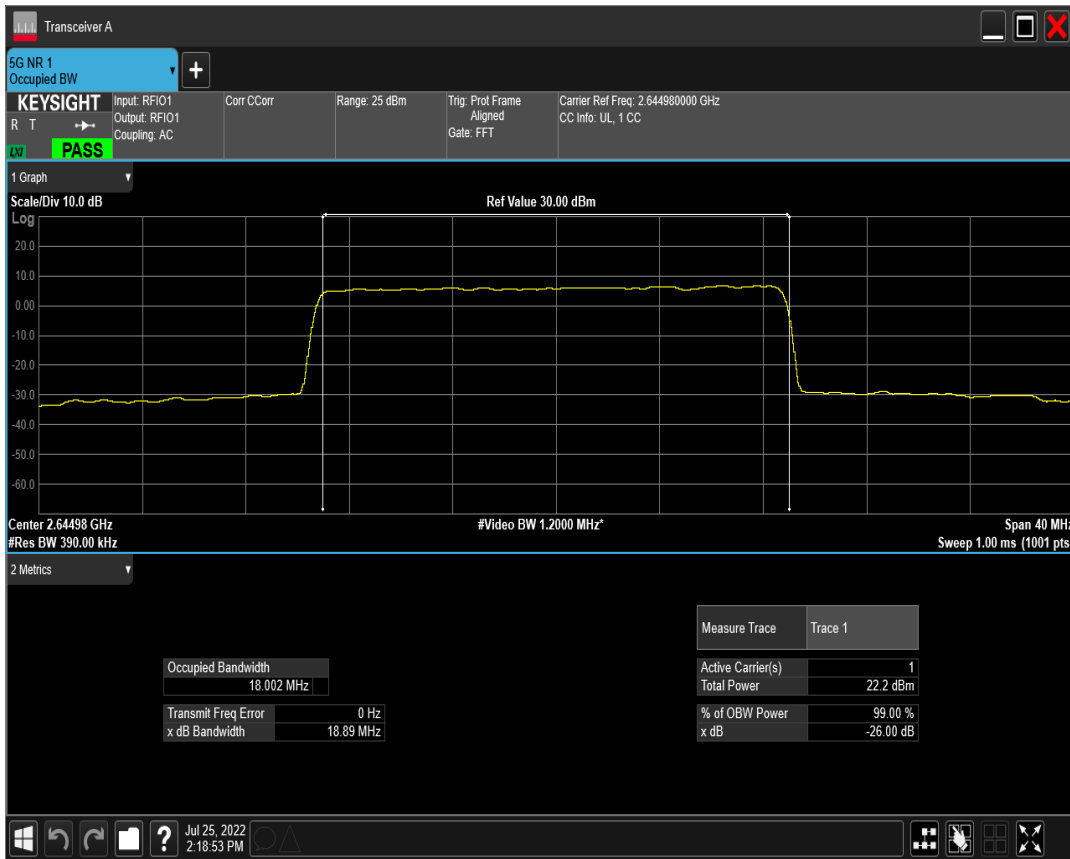 Transceiver A
5G NR 1
Occupied BW
+
KEYSIGHT
R T
LXI
PASS
Input: RFIO1
Output: RFIO1
Coupling: AC
Corr CCorr
Range: 25 dBm
Trig: Prot Frame
Aligned
Gate: FFT
Carrier Ref Freq: 2.644980000 GHz
CC Info: UL, 1 CC
1 Graph
Scale/Div 10.0 dB
Ref Value 30.00 dBm
Log
20.0
10.0
0.00
-10.0
-20.0
-30.0
-40.0
-50.0
-60.0
Center 2.64498 GHz
#Video BW 1.2000 MHz*
Span 40 MHz
#Res BW 390.00 kHz
Sweep 1.00 ms (1001 pts
2 Metrics
Measure Trace Trace 1
Occupied Bandwidth
18.002 MHz
Active Carrier(s) 1
Total Power 22.2 dBm
Transmit Freq Error 0 Hz
x dB Bandwidth 18.89 MHz
% of OBW Power 99.00 %
x dB -26.00 dB
?
Jul 25, 2022
2:18:53 PM